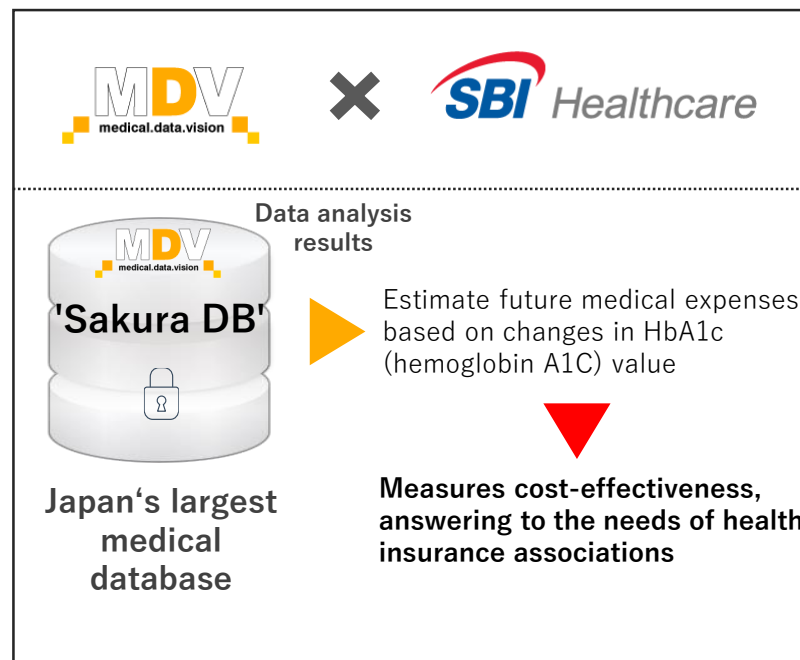 MDV
medical.data.vision
SBI Healthcare
Data analysis
results
MDV
medical.data.vision
'Sakura DB'
Estimate future medical expenses
based on changes in HbA1c
(hemoglobin A1C) value
Japan‘s largest
medical
database
Measures cost-effectiveness,
answering to the needs of health
insurance associations